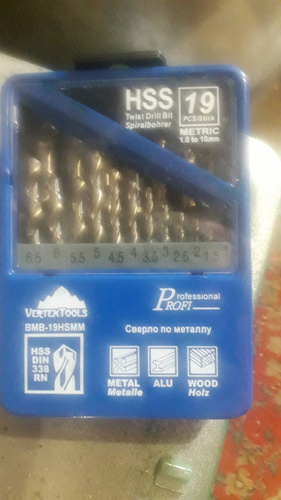 HSS
Twist Drill Bit
Spiralbohrer
19
PCS/Stick
METRIC
1.0 to 10mm
6.5 6 5.5 5 4.5 4 3.5 3 2.5 2 1.5 1
VERTEXTOOLS
BMB-19HSMM
HSS
DIN
338
RN
Professional
PROFI
Сверло по металлу
METAL
Metalle
ALU
WOOD
Holz